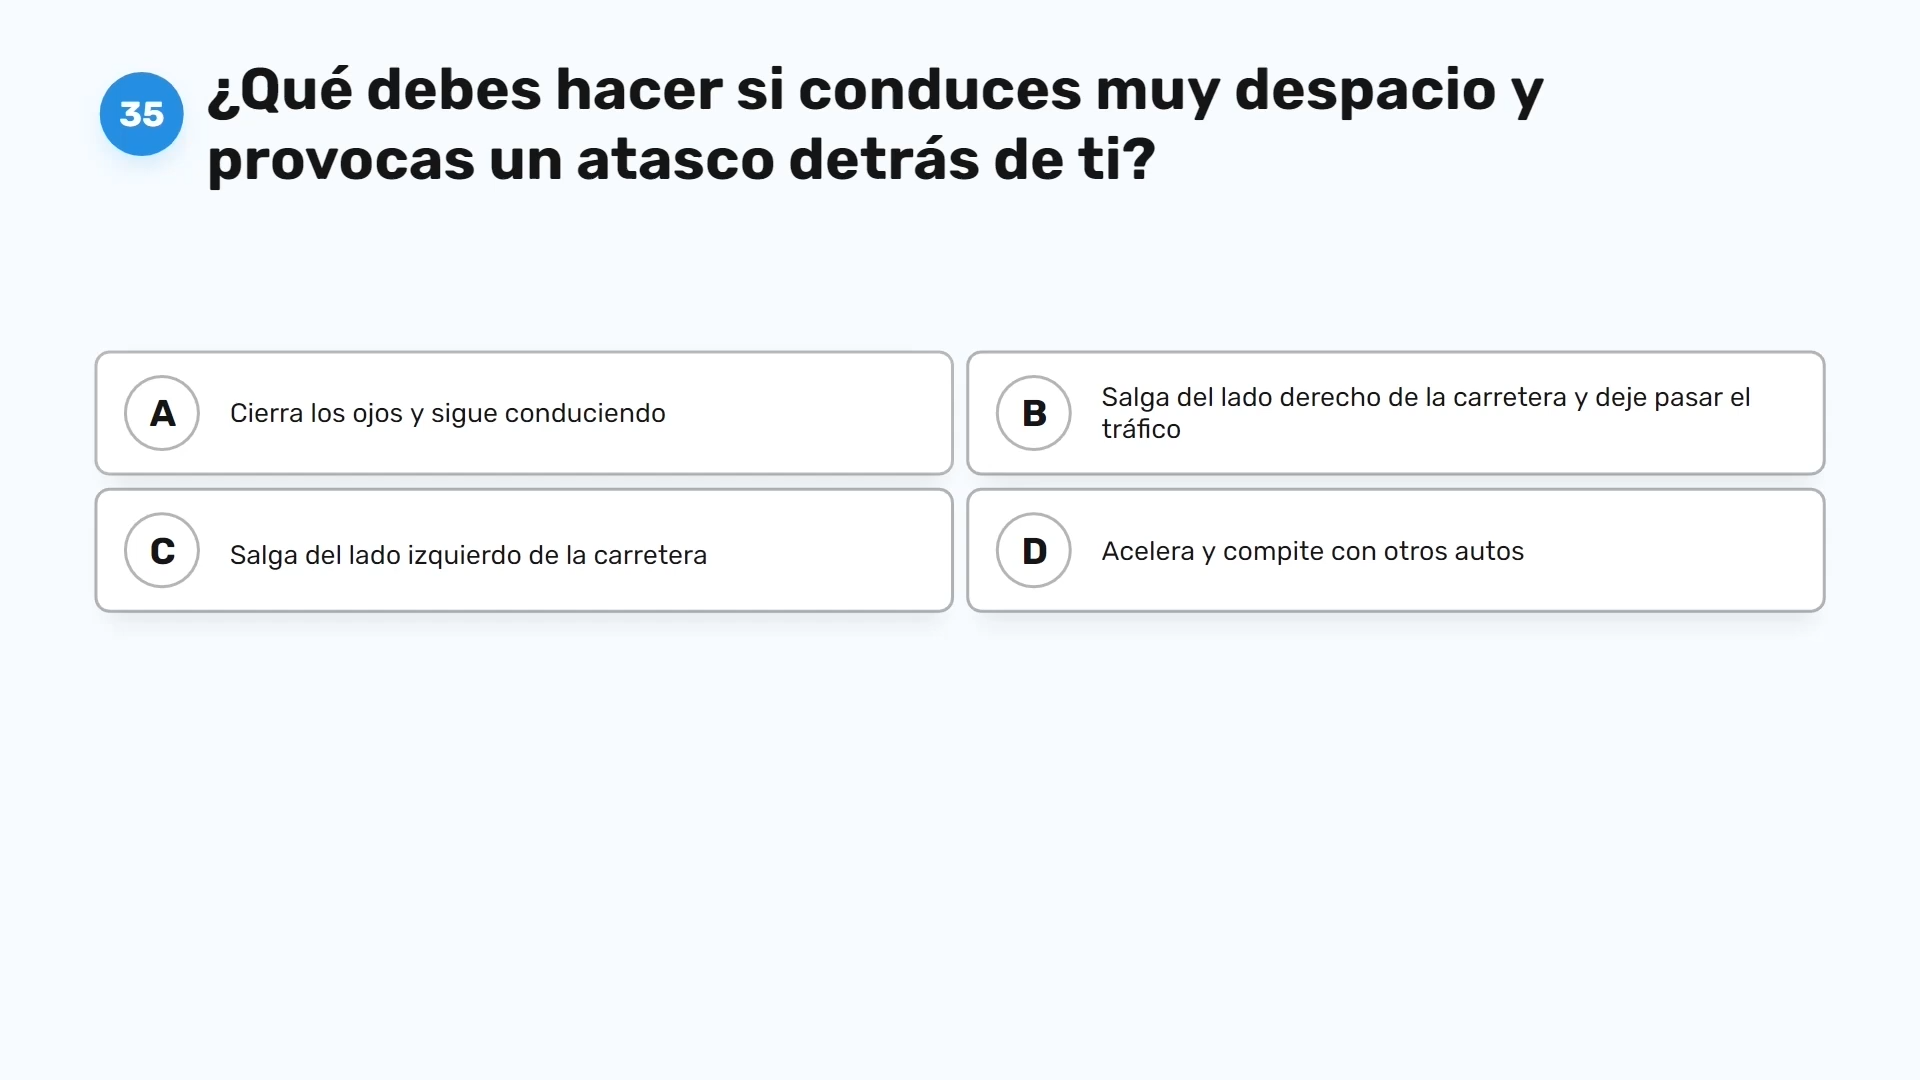 35
¿Qué debes hacer si conduces muy despacio y
provocas un atasco detrás de ti?
A
Cierra los ojos y sigue conduciendo
B
Salga del lado derecho de la carretera y deje pasar el
tráfico
C
Salga del lado izquierdo de la carretera
D
Acelera y compite con otros autos